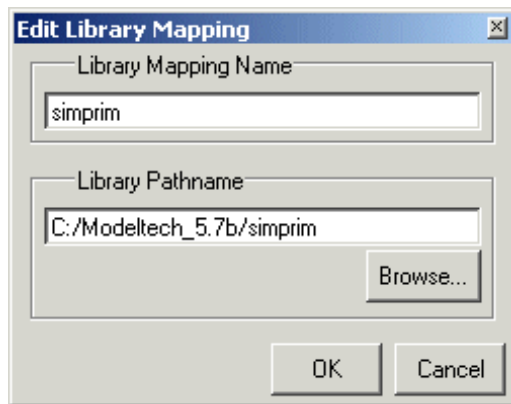 Edit Library Mapping
Library Mapping Name
simprim
Library Pathname
C:/Modeltech_5.7b/simprim
Browse...
OK Cancel